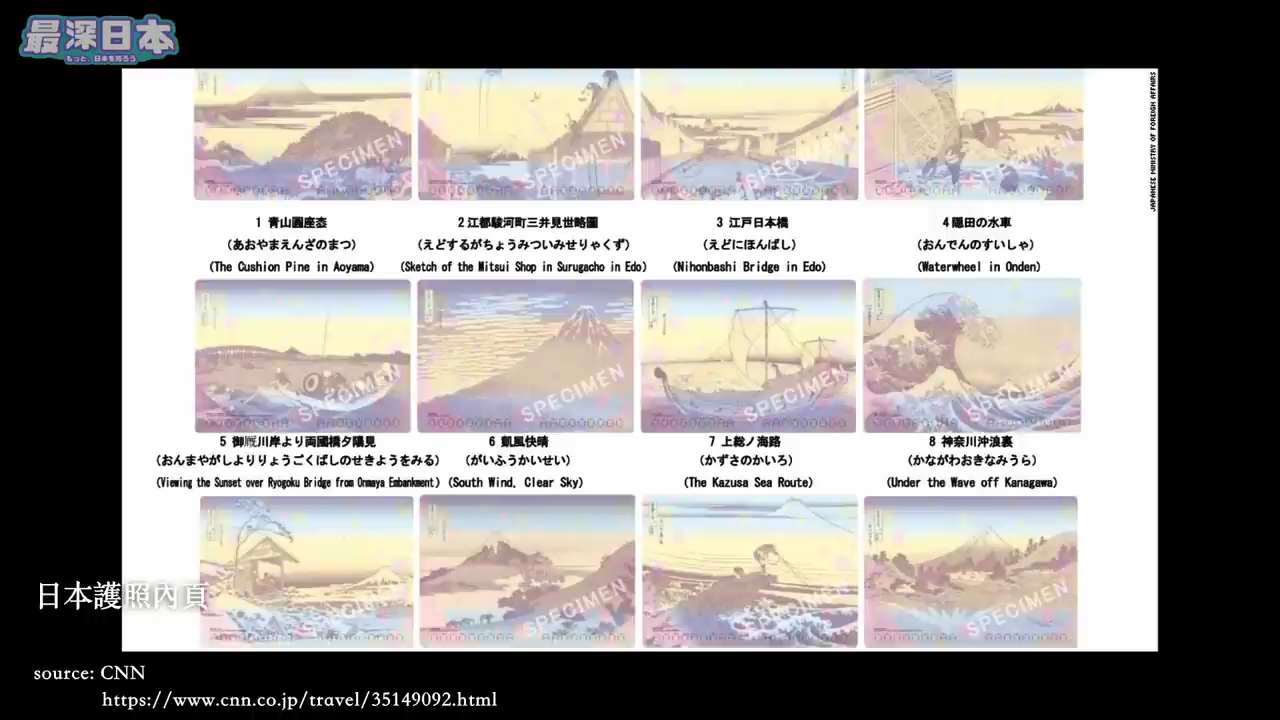 最深日本
もっと、日本を知ろう
JAPANESE MINISTRY OF FOREIGN AFFAIRS
SPECIMEN SPECIMEN SPECIMEN SPECIMEN
1 青山圓座枩 2 江都駿河町三井見世略圖 3 江戸日本橋 4 隠田の水車
(あおやまえんざのまつ) (えどするがちょうみついみせりゃくず) (えどにほんばし) (おんでんのすいしゃ)
(The Cushion Pine in Aoyama) (Sketch of the Mitsui Shop in Surugacho in Edo) (Nihonbashi Bridge in Edo) (Waterwheel in Onden)
SPECIMEN SPECIMEN SPECIMEN SPECIMEN
5 御厩川岸より両國橋夕陽見 6 凱風快晴 7 上総ノ海路 8 神奈川沖浪裏
(おんまやがしよりりょうごくばしのせきようをみる) (がいふうかいせい) (かずさのかいろ) (かながわおきなみうら)
(Viewing the Sunset over Ryogoku Bridge from Onmaya Embankment) (South Wind, Clear Sky) (The Kazusa Sea Route) (Under the Wave off Kanagawa)
SPECIMEN SPECIMEN SPECIMEN SPECIMEN
日本護照內頁
source: CNN
https://www.cnn.co.jp/travel/35149092.html